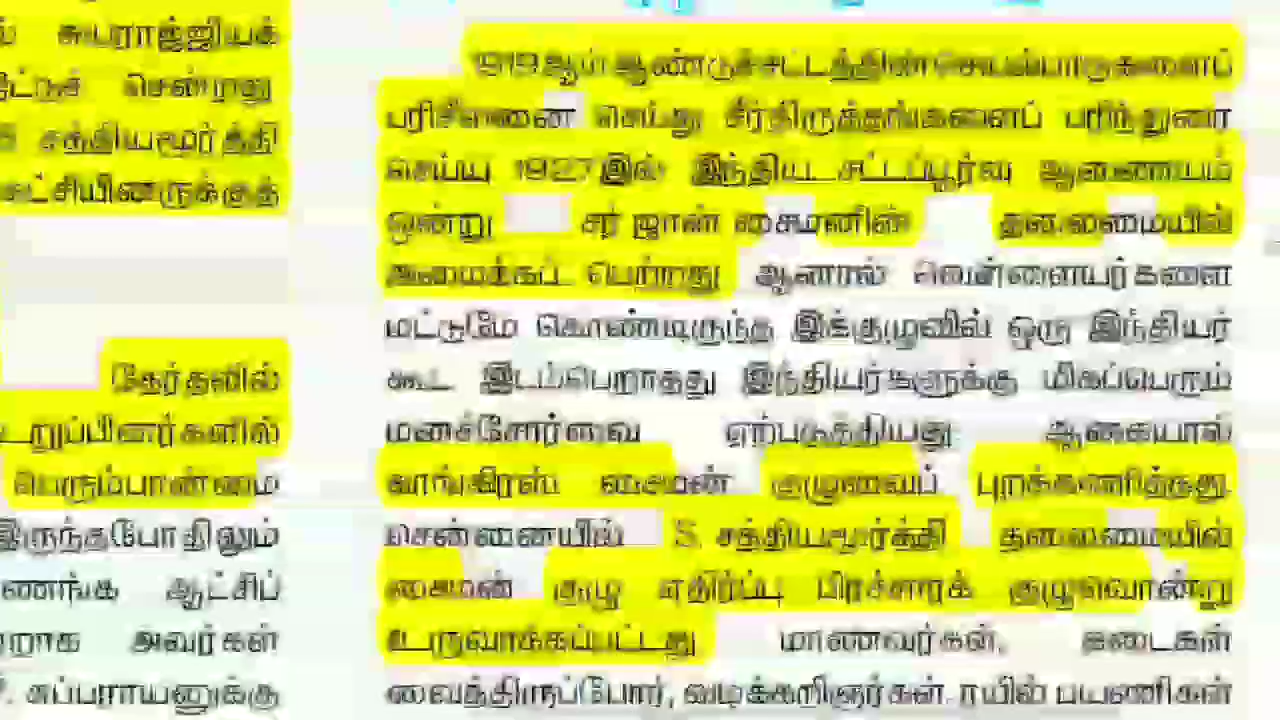 சுயராஜ்ஜியக்
சென்றது
சத்தியமூர்த்தி
கட்சியினருக்குத்
தேர்தலில்
உறுப்பினர்களில்
பெரும்பான்மை
இருந்தபோதிலும்
ஆட்சிப்
அவர்கள்
சுப்பராயனுக்கு
1919ஆம் ஆண்டுச்சட்டத்தின் செயல்பாடுகளைப்
பரிசீலனை செய்து சீர்திருத்தங்களைப் பரிந்துரை
செய்ய 1927இல் இந்திய சட்டப்பூர்வ ஆணையம்
ஒன்று சர் ஜான் சைமனின் தலைமையில்
அமைக்கப் பெற்றது ஆனால் வெள்ளையர்களை
மட்டுமே கொண்டிருந்த இக்குழுவில் ஒரு இந்தியர்
கூட இடம்பெறாதது இந்தியர்களுக்கு மிகப்பெரும்
மனச்சோர்வை ஏற்படுத்தியது ஆகையால்
காங்கிரஸ் சைமன் குழுவைப் புறக்கணித்தது.
சென்னையில் S. சத்தியமூர்த்தி தலைமையில்
சைமன் குழு எதிர்ப்பு பிரச்சாரக் குழுவொன்று
உருவாக்கப்பட்டது மாணவர்கள், கடைகள்
வைத்திருப்போர், வழக்கறிஞர்கள் ரயில் பயணிகள்